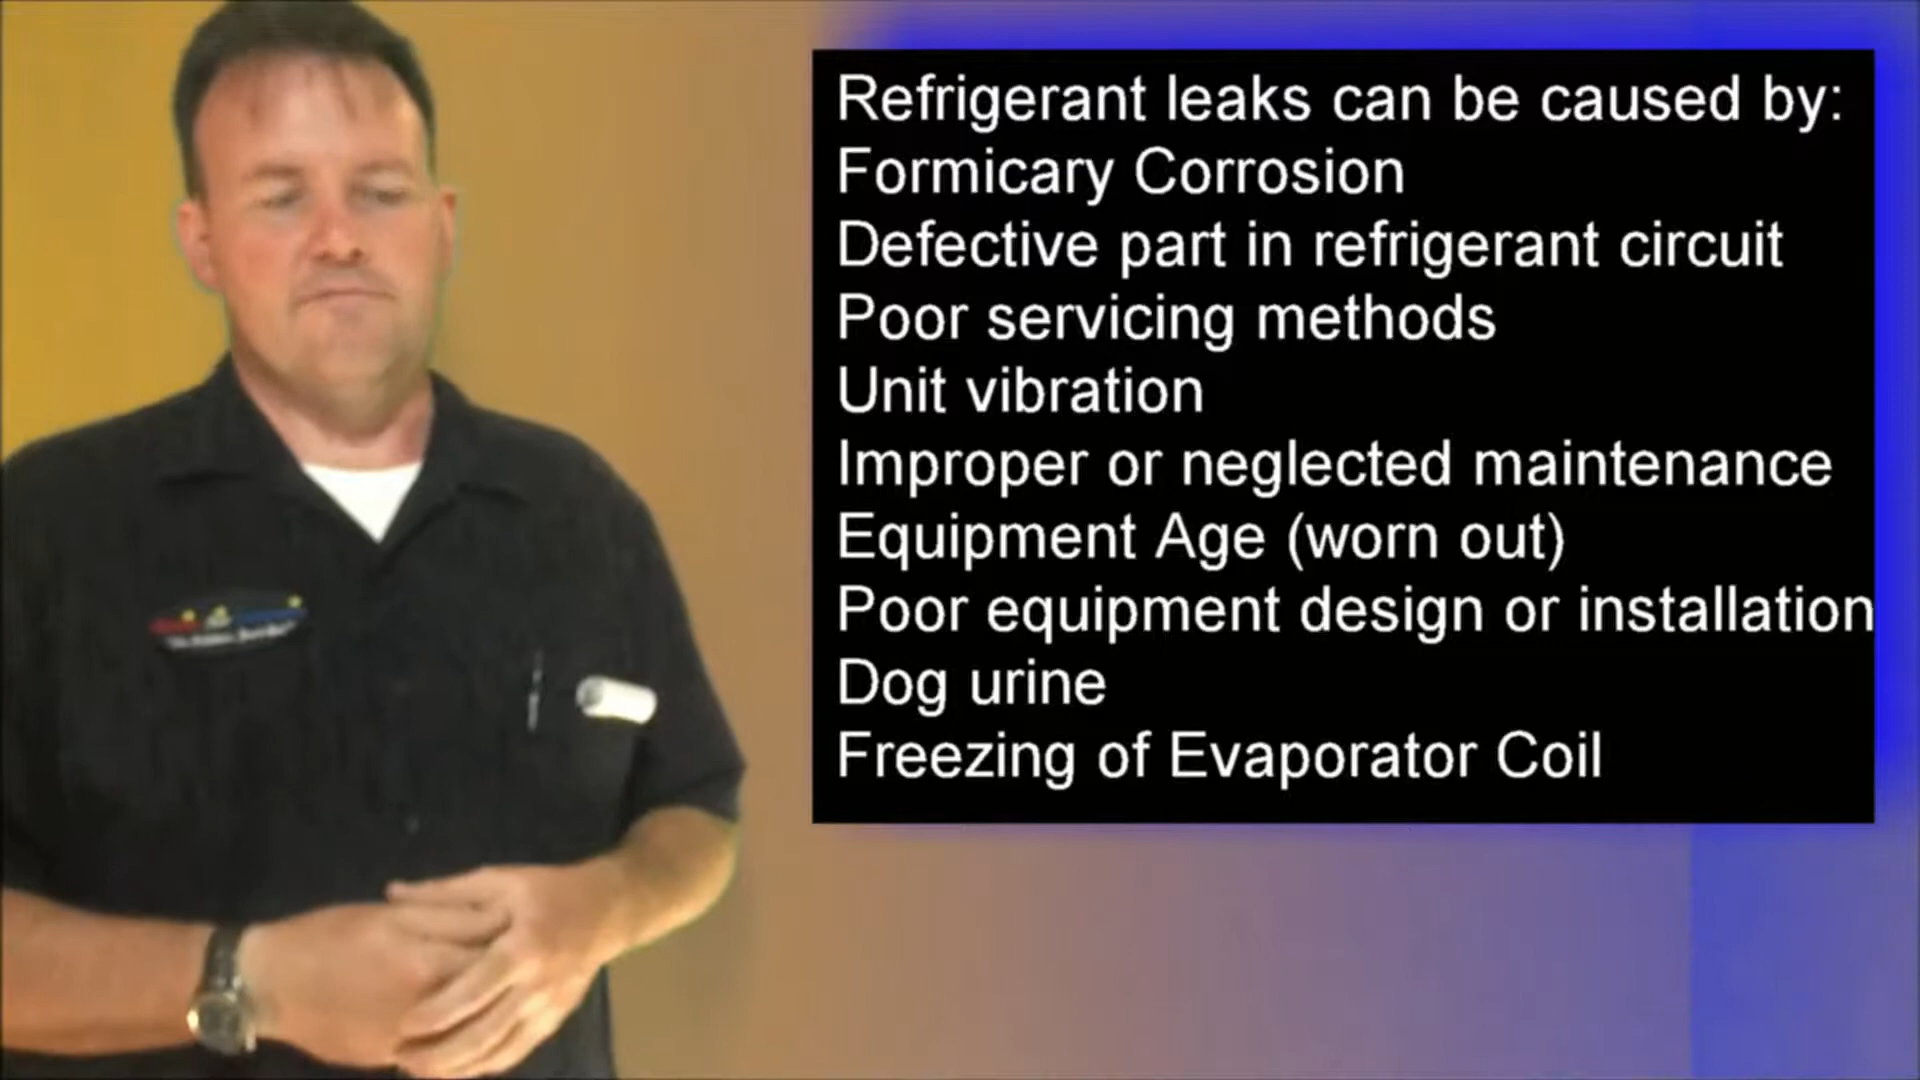 Refrigerant leaks can be caused by:
Formicary Corrosion
Defective part in refrigerant circuit
Poor servicing methods
Unit vibration
Improper or neglected maintenance
Equipment Age (worn out)
Poor equipment design or installation
Dog urine
Freezing of Evaporator Coil